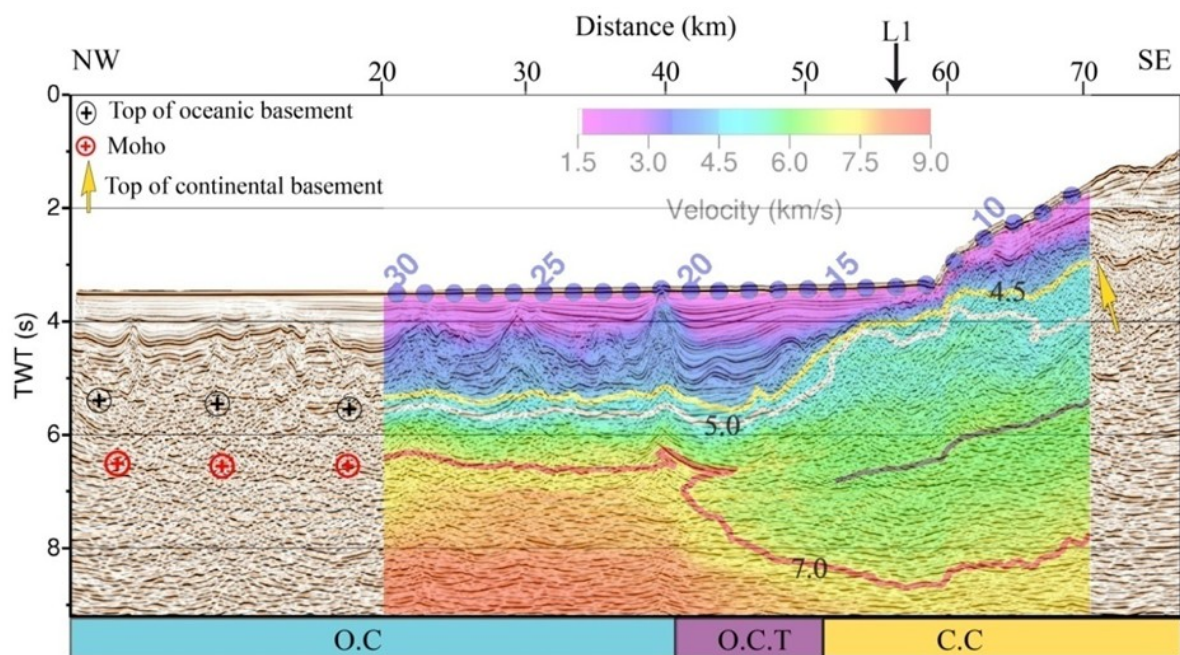 Distance (km)
L1
NW
20 30 40 50 60 70
SE
0
Top of oceanic basement
Moho
Top of continental basement
1.5 3.0 4.5 6.0 7.5 9.0
Velocity (km/s)
2
10
30 25 20 15
4.5
4
TWT (s)
5.0
6
8
7.0
O.C O.C.T C.C